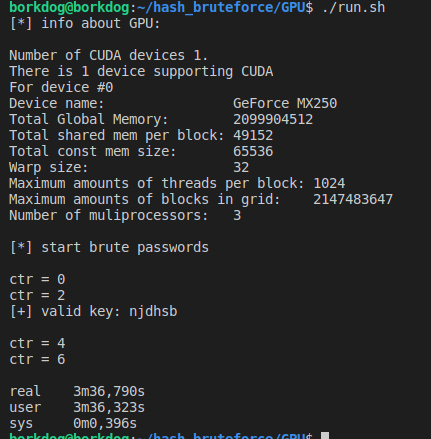 borkdog@borkdog:~/hash_bruteforce/GPU$ ./run.sh
[*] info about GPU:
Number of CUDA devices 1.
There is 1 device supporting CUDA
For device #0
Device name: GeForce MX250
Total Global Memory: 2099904512
Total shared mem per block: 49152
Total const mem size: 65536
Warp size: 32
Maximum amounts of threads per block: 1024
Maximum amounts of blocks in grid: 2147483647
Number of muliprocessors: 3
[*] start brute passwords
ctr = 0
ctr = 2
[+] valid key: njdhsb
ctr = 4
ctr = 6
real 3m36,790s
user 3m36,323s
sys 0m0,396s
borkdog@borkdog:~/hash_bruteforce/GPU$